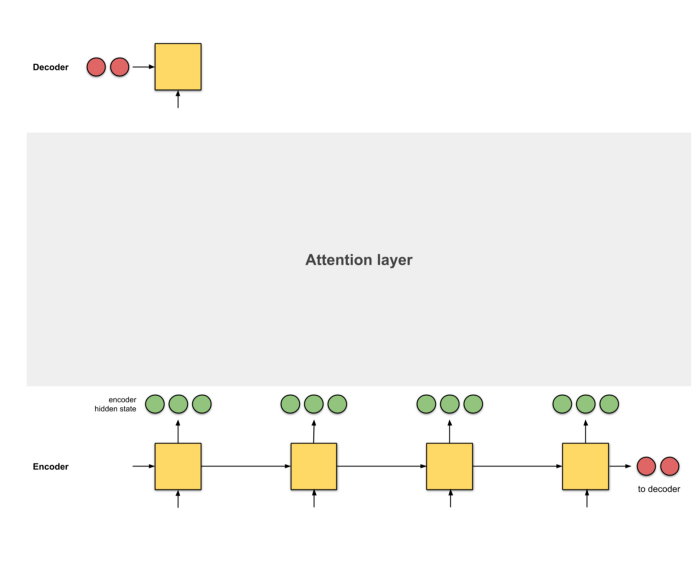 Decoder
Attention layer
encoder
hidden state
Encoder
to decoder